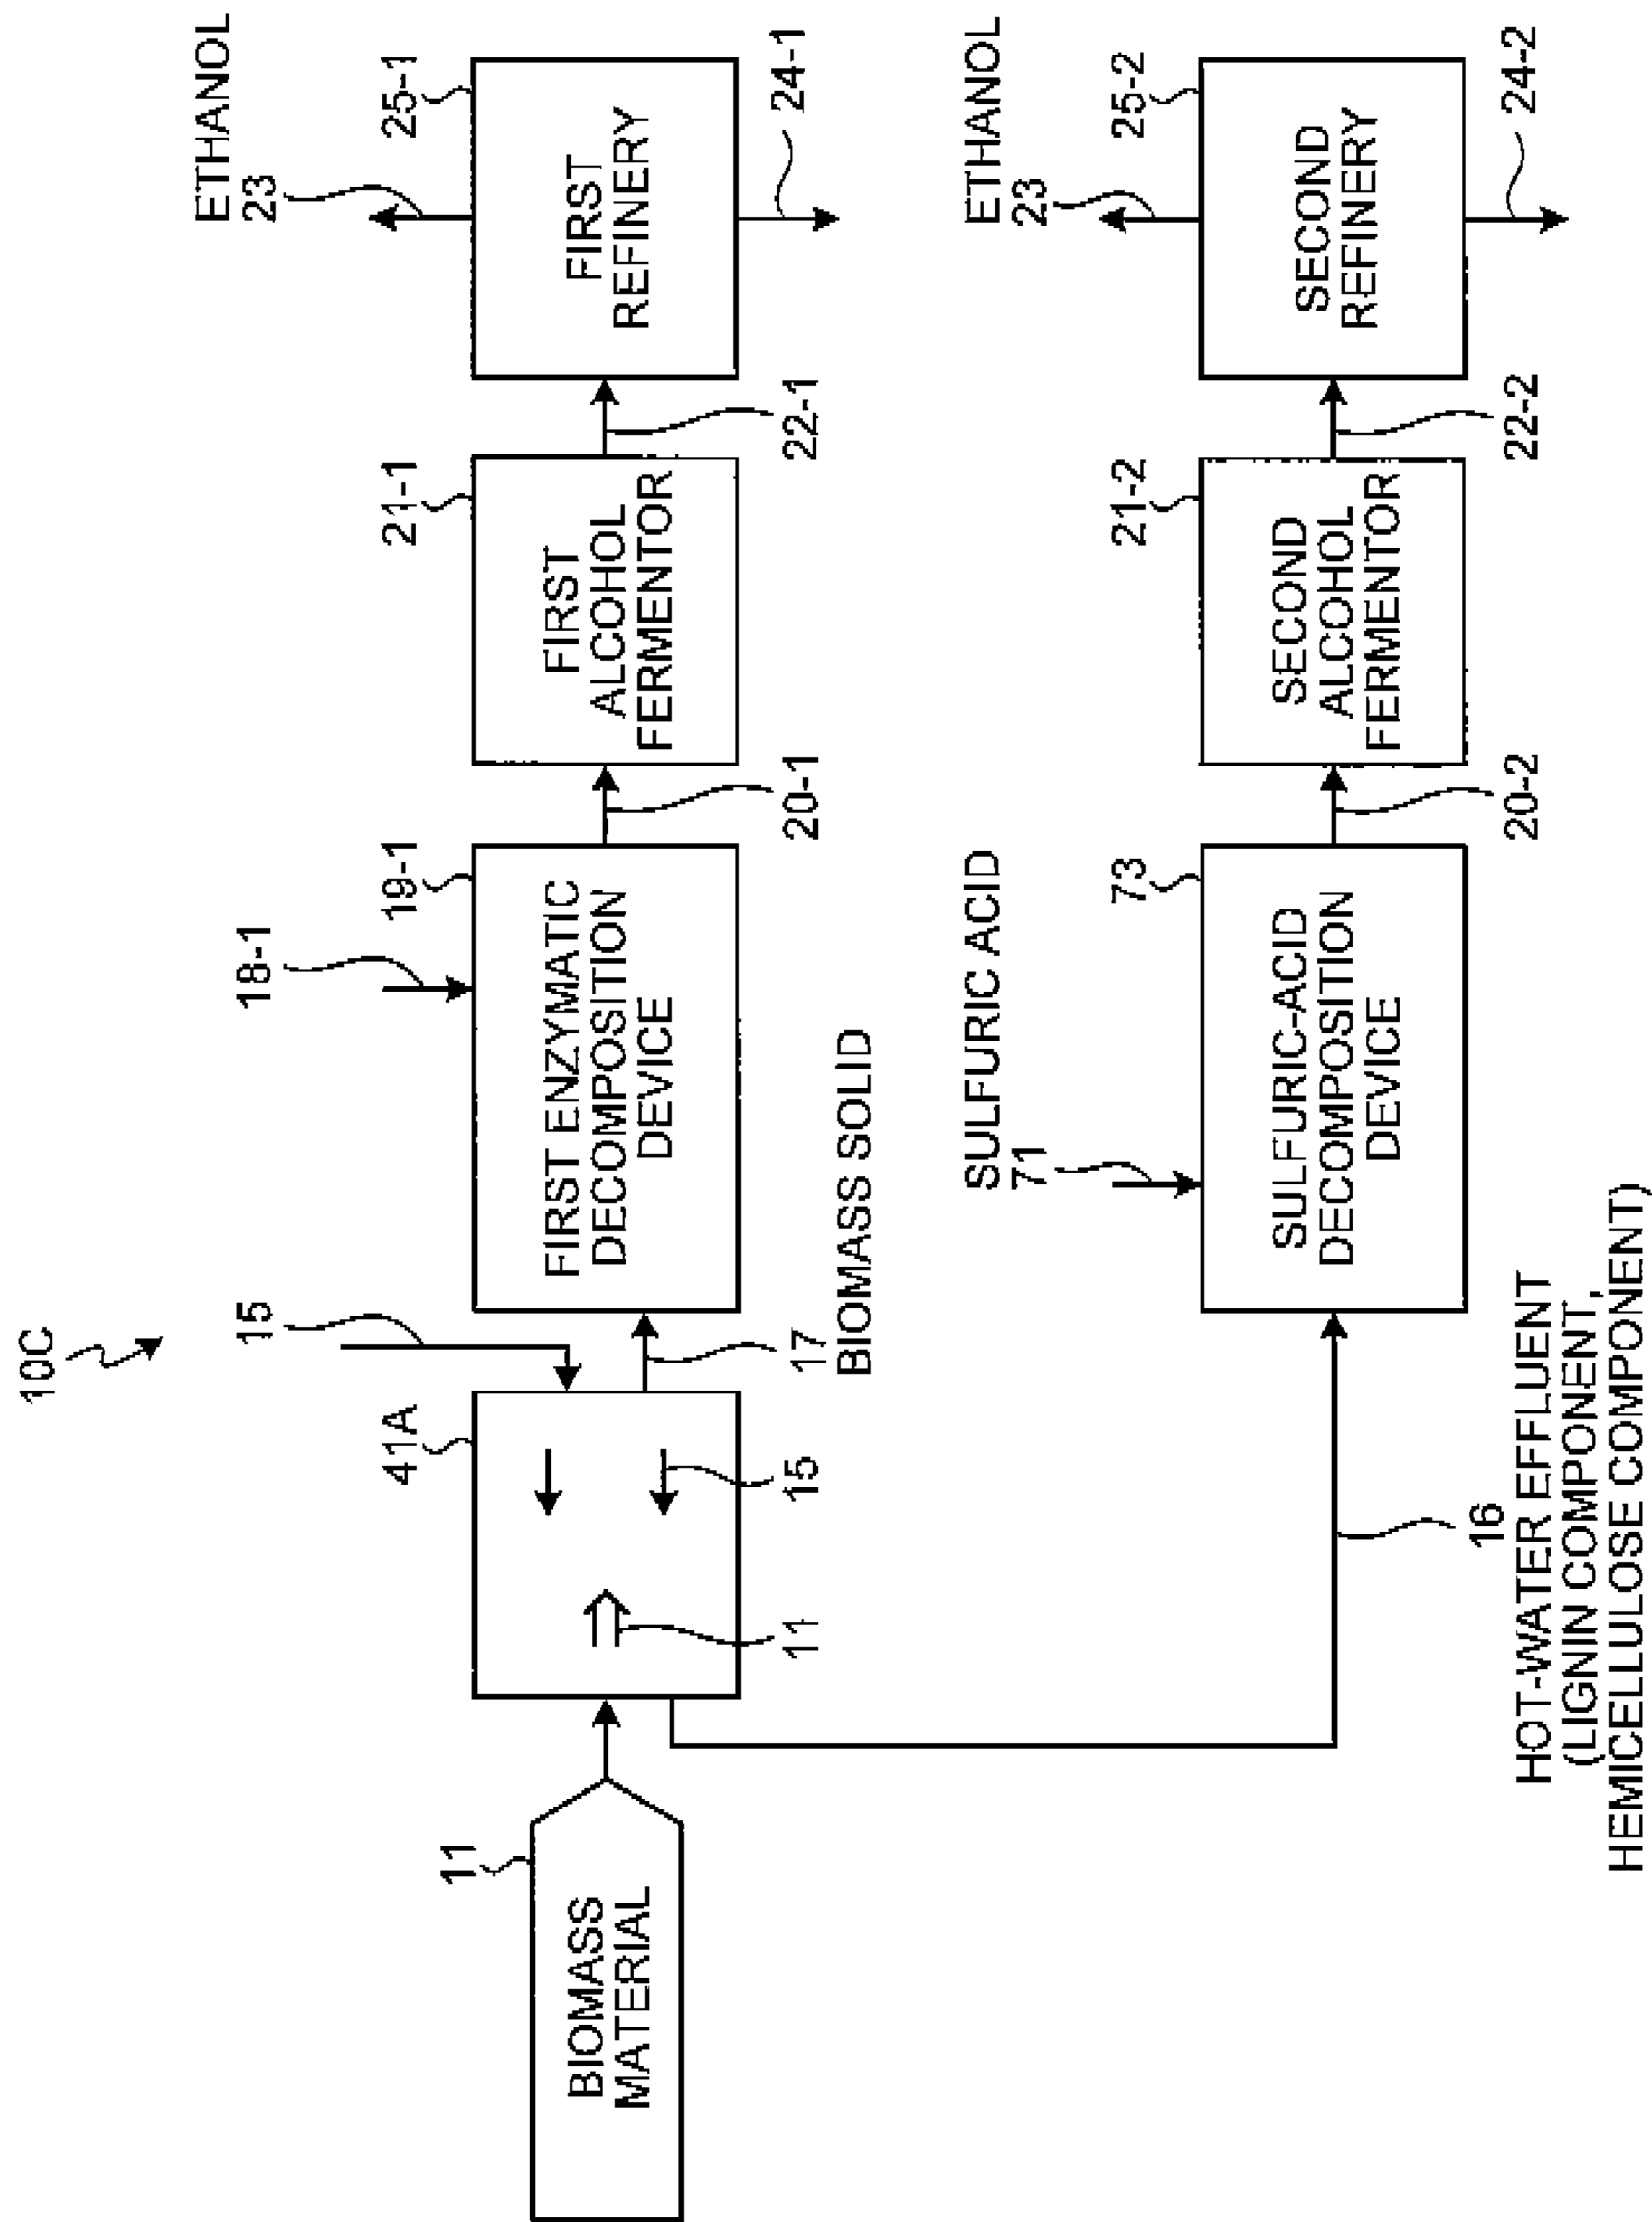 10C
11
BIOMASS
MATERIAL
41A
11
15
15
17
BIOMASS SOLID
18-1
19-1
FIRST ENZYMATIC
DECOMPOSITION
DEVICE
20-1
21-1
FIRST
ALCOHOL
FERMENTOR
22-1
ETHANOL
23
25-1
FIRST
REFINERY
24-1
16
HOT-WATER EFFLUENT
(LIGNIN COMPONENT,
HEMICELLULOSE COMPONENT)
SULFURIC ACID
71
73
SULFURIC-ACID
DECOMPOSITION
DEVICE
20-2
21-2
SECOND
ALCOHOL
FERMENTOR
22-2
ETHANOL
23
25-2
SECOND
REFINERY
24-2